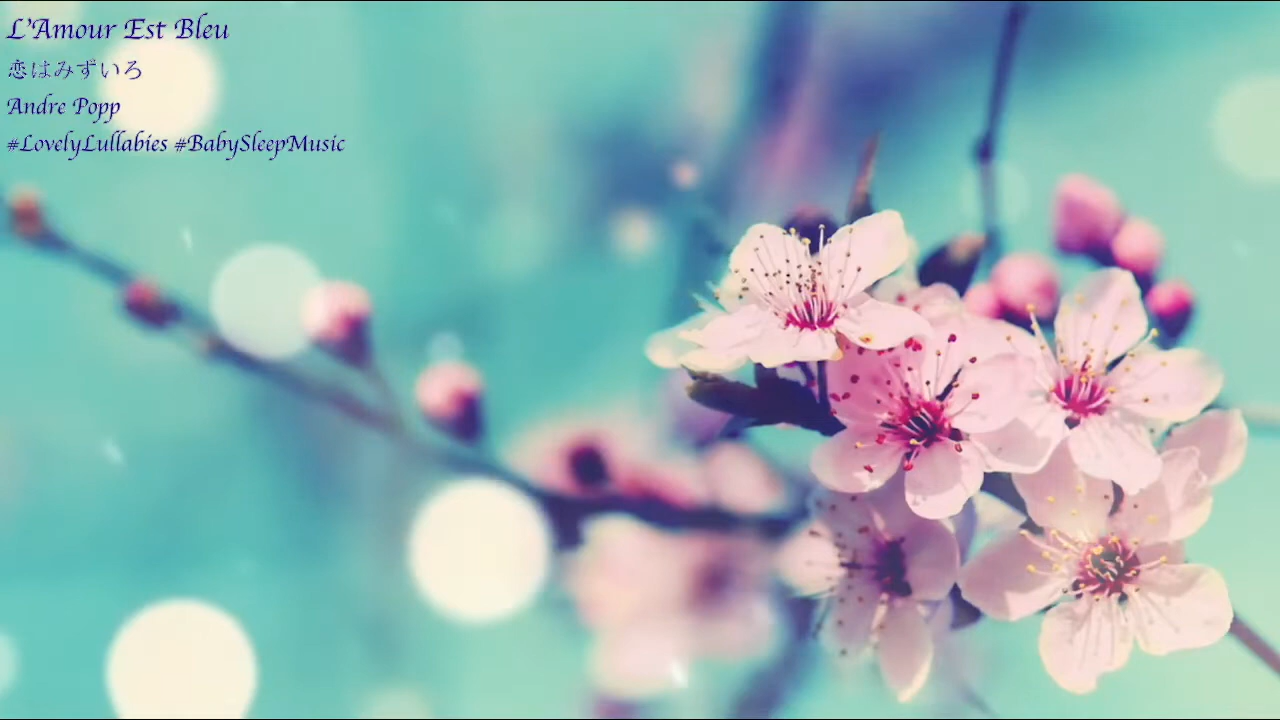 L'Amour Est Bleu
恋はみずいろ
Andre Popp
#LovelyLullabies #BabySleepMusic